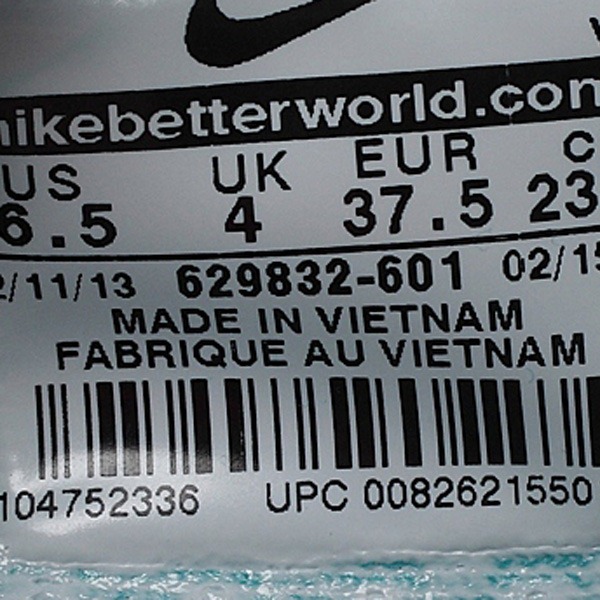 nikebetterworld.com
US UK EUR C
6.5 4 37.5 23
2/11/13 629832-601 02/15
MADE IN VIETNAM
FABRIQUE AU VIETNAM
104752336 UPC 0082621550